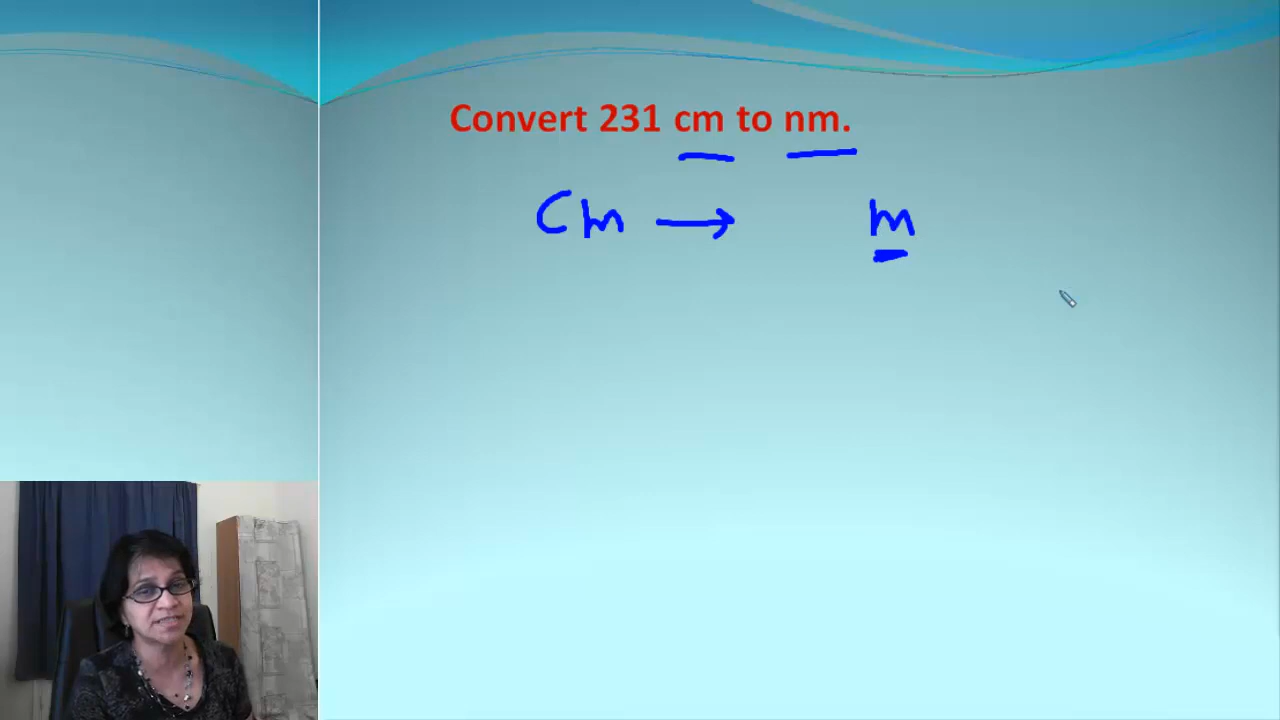 Convert 231 cm to nm.
Cm → m